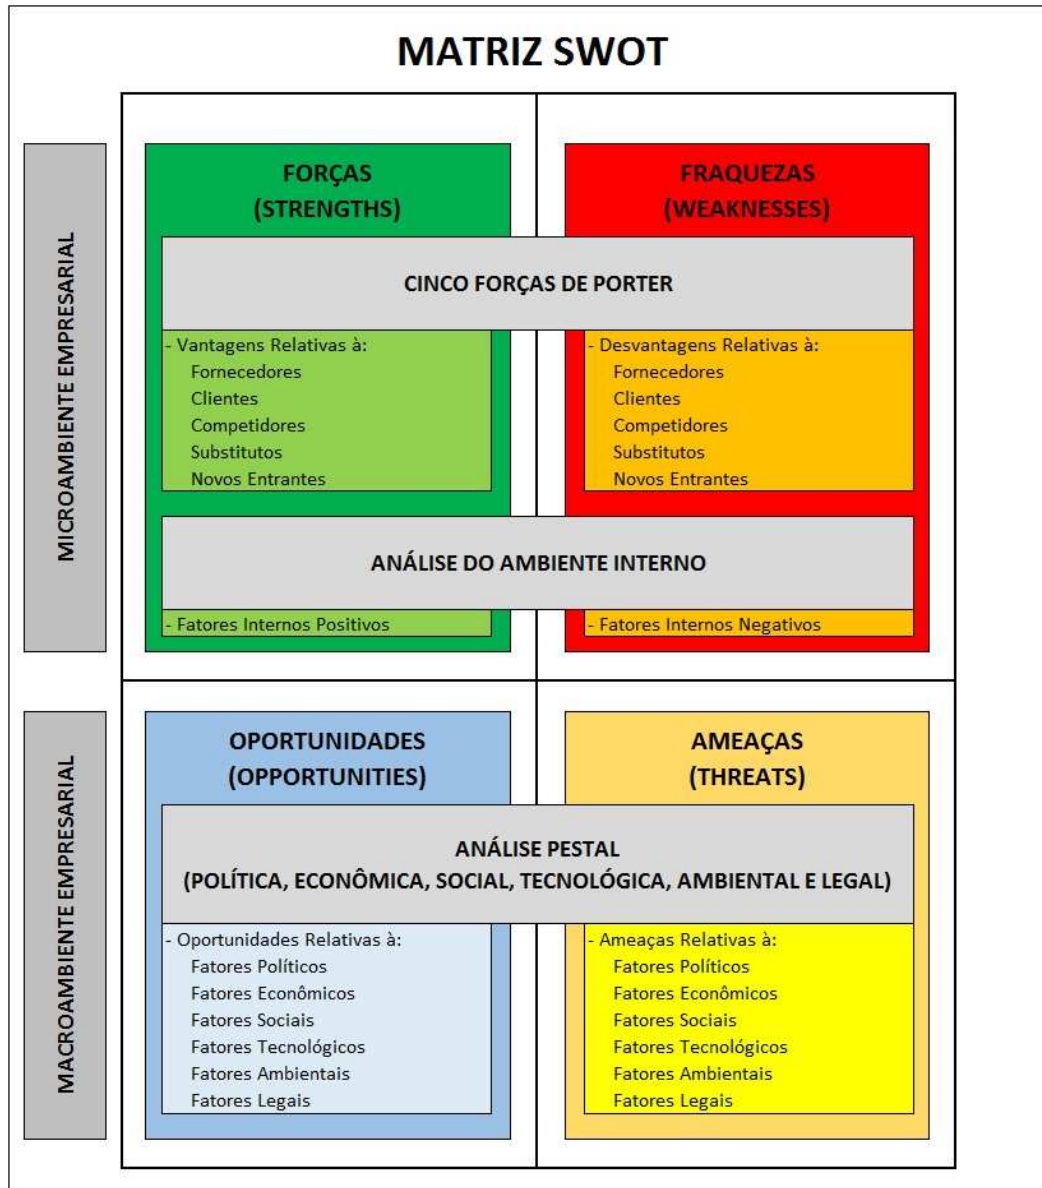 MATRIZ SWOT
MICROAMBIENTE EMPRESARIAL
FORÇAS
(STRENGTHS)
FRAQUEZAS
(WEAKNESSES)
CINCO FORÇAS DE PORTER
- Vantagens Relativas à:
Fornecedores
Clientes
Competidores
Substitutos
Novos Entrantes
- Desvantagens Relativas à:
Fornecedores
Clientes
Competidores
Substitutos
Novos Entrantes
ANÁLISE DO AMBIENTE INTERNO
- Fatores Internos Positivos
- Fatores Internos Negativos
MACROAMBIENTE EMPRESARIAL
OPORTUNIDADES
(OPPORTUNITIES)
AMEAÇAS
(THREATS)
ANÁLISE PESTAL
(POLÍTICA, ECONÔMICA, SOCIAL, TECNOLÓGICA, AMBIENTAL E LEGAL)
- Oportunidades Relativas à:
Fatores Políticos
Fatores Econômicos
Fatores Sociais
Fatores Tecnológicos
Fatores Ambientais
Fatores Legais
- Ameaças Relativas à:
Fatores Políticos
Fatores Econômicos
Fatores Sociais
Fatores Tecnológicos
Fatores Ambientais
Fatores Legais